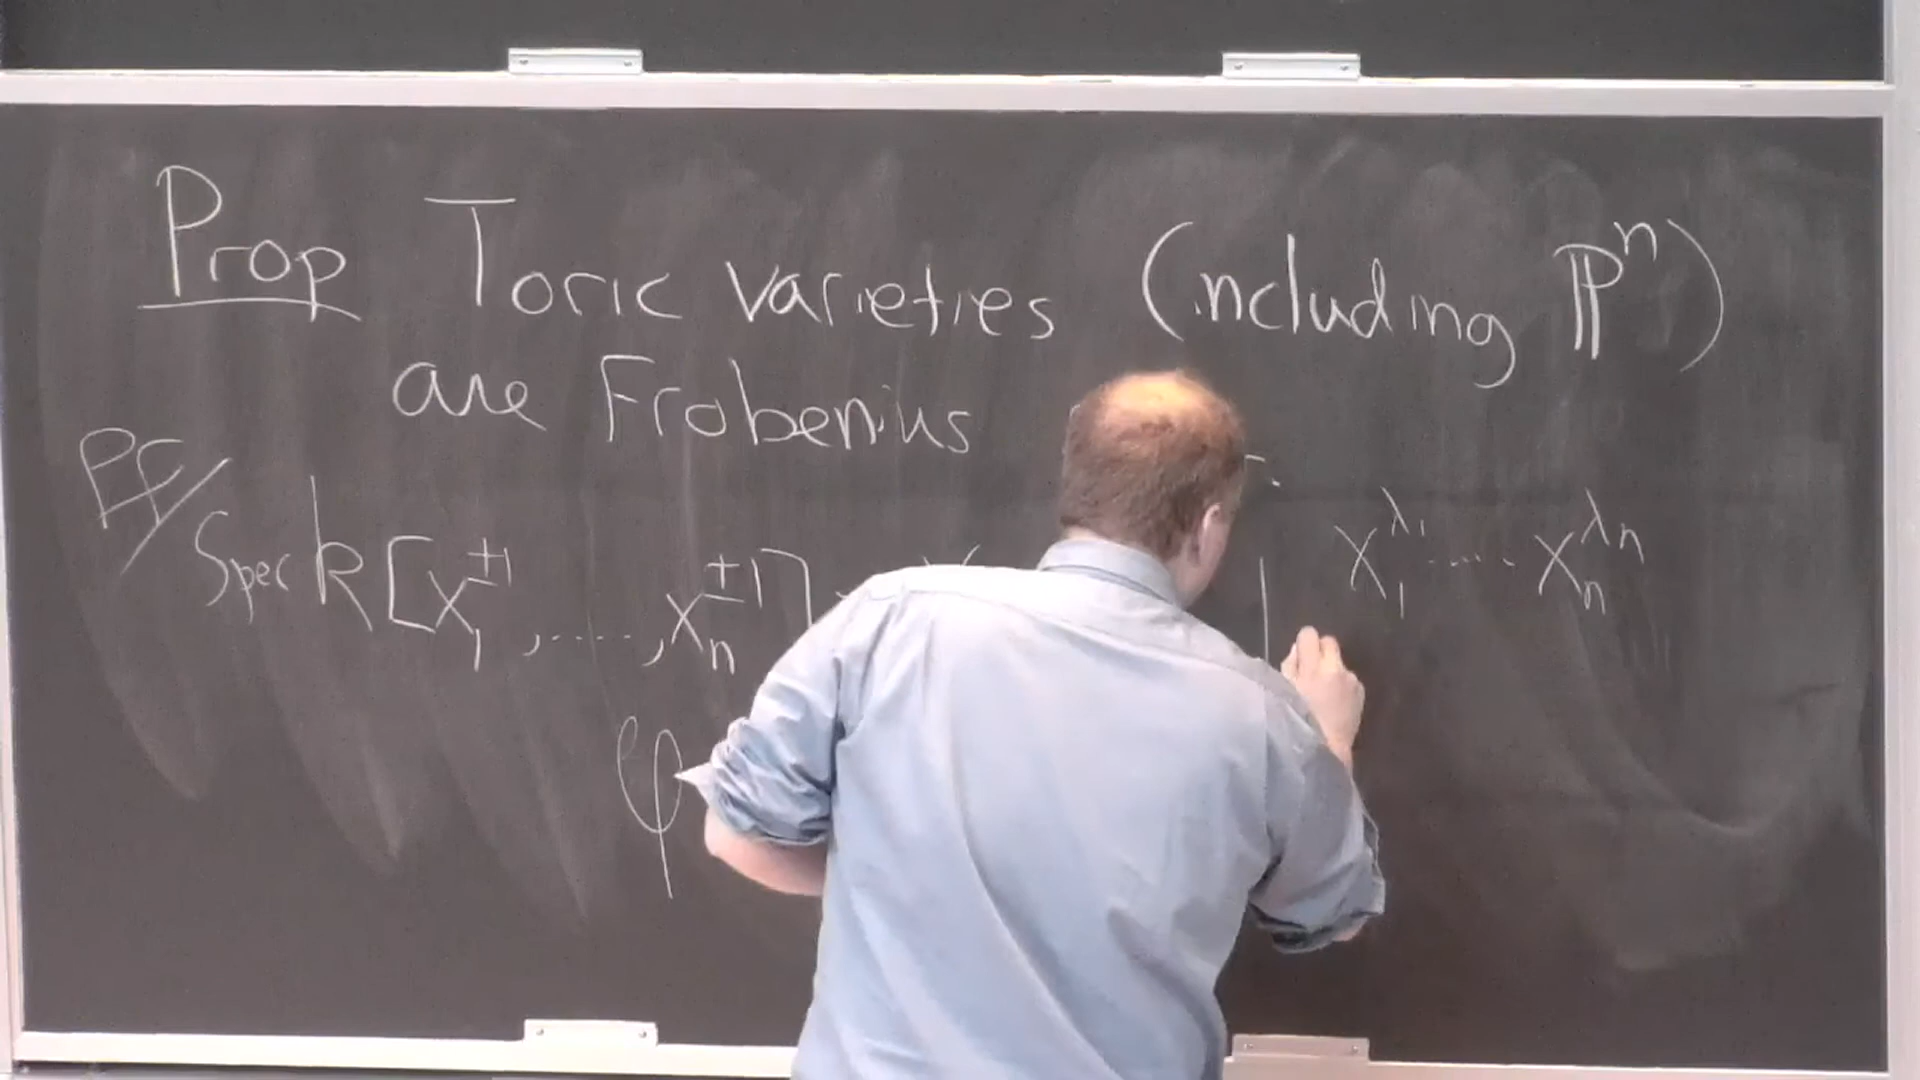 Prop Toric varieties (including ℙⁿ)
are Frobenius
Pf/
Spec k[x₁^±1, ....., xₙ^±1] x₁^λ₁ ..... xₙ^λₙ
φ